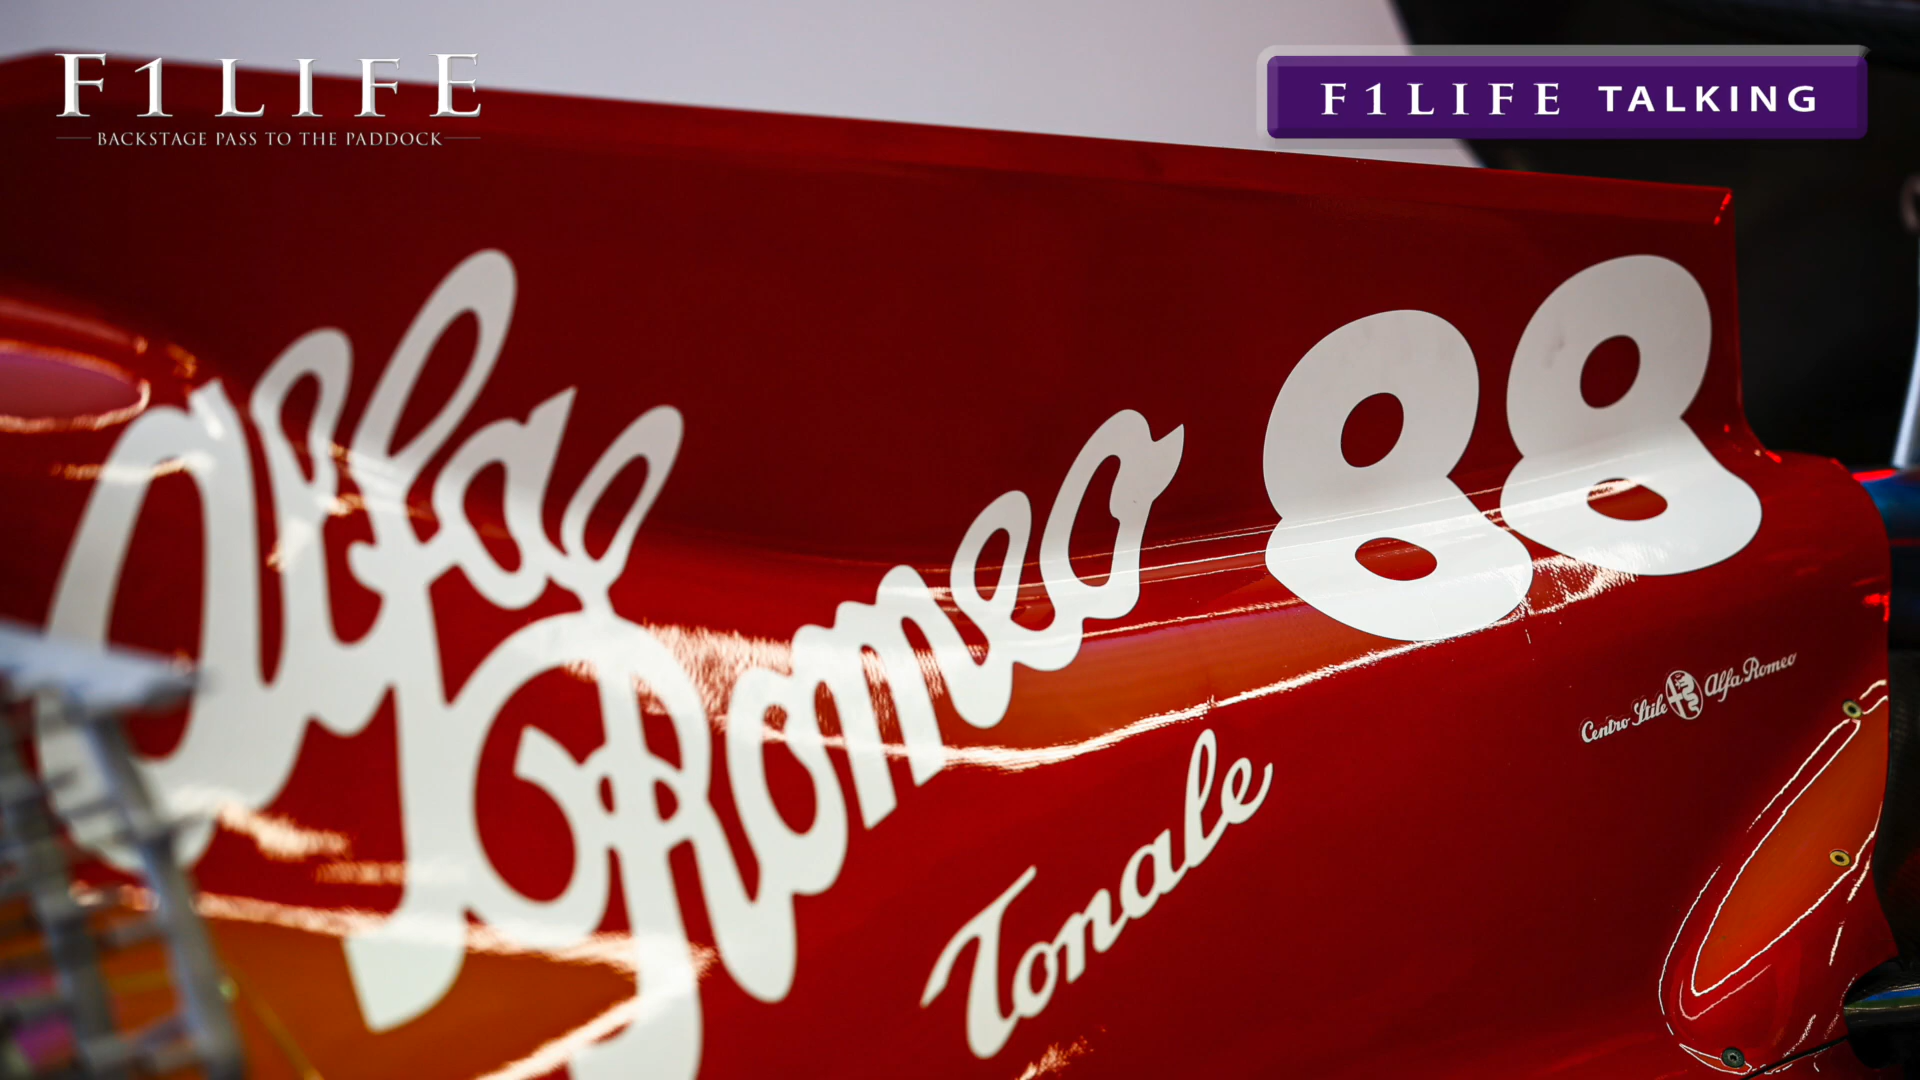 F1LIFE
BACKSTAGE PASS TO THE PADDOCK
F1LIFE TALKING
Alfa
Romeo
88
Centro Stile Alfa Romeo
Tonale